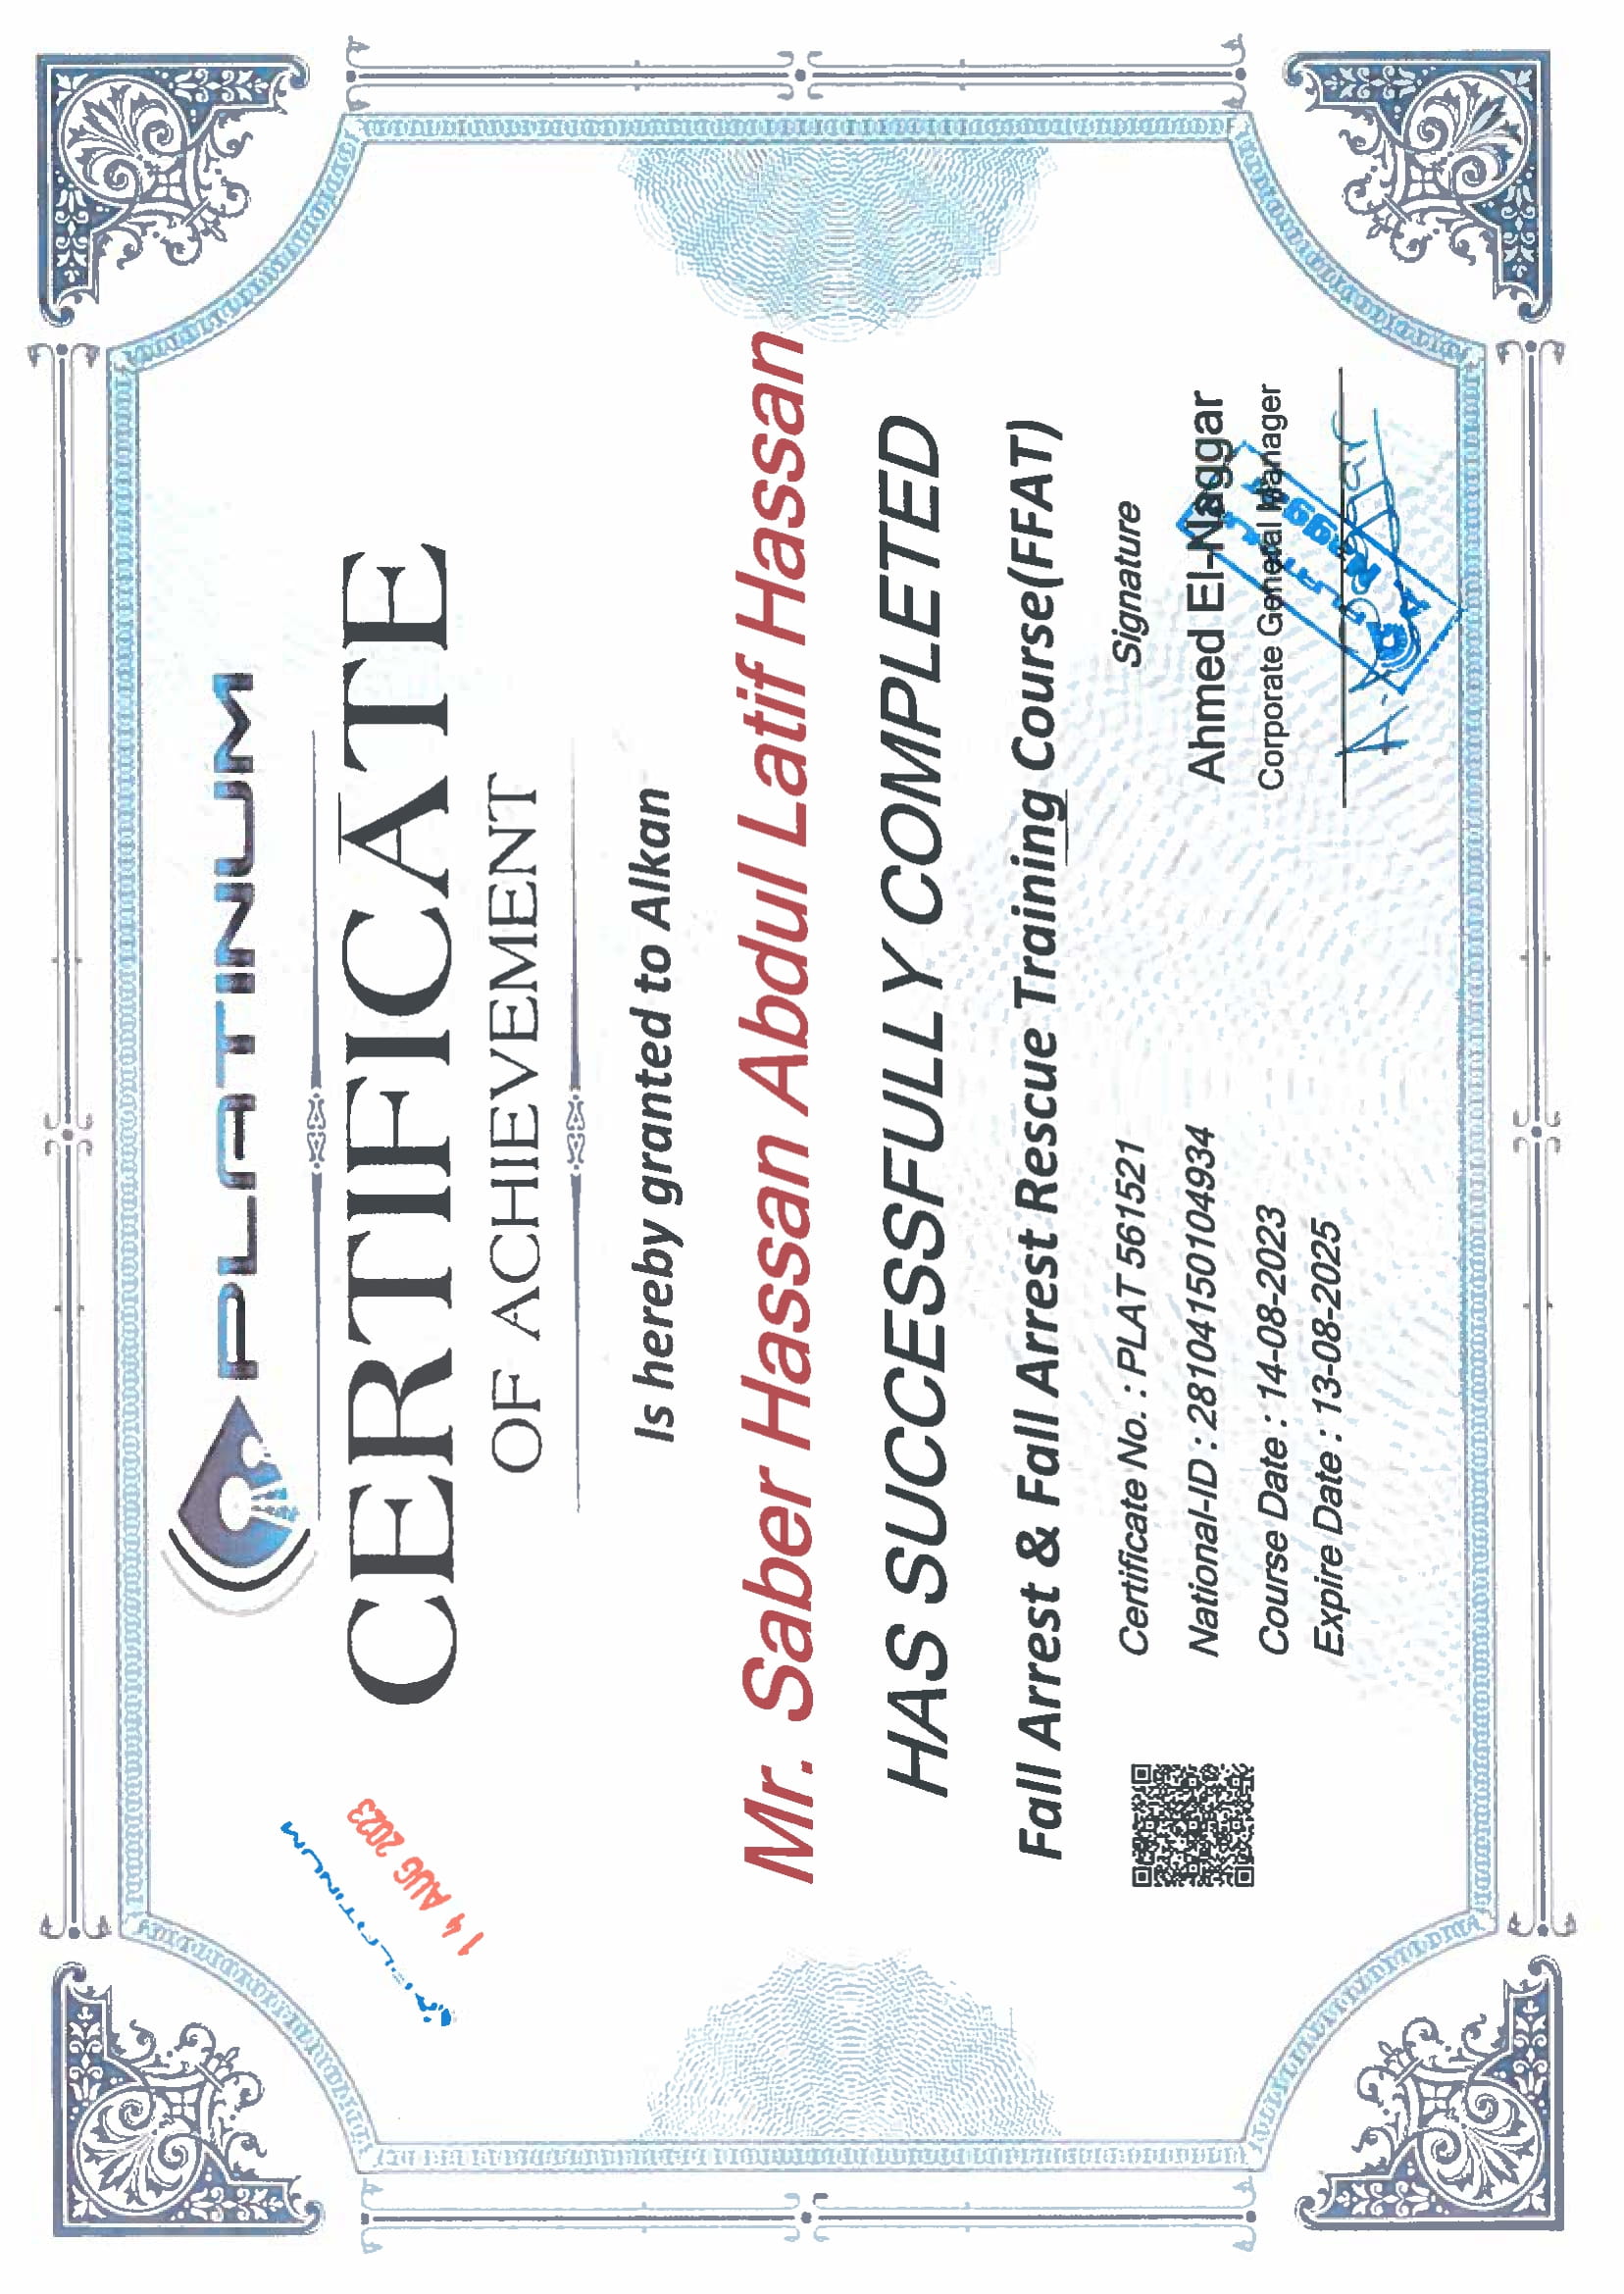 PLATINUM
PLATINUM
14 AUG 2023
CERTIFICATE
OF ACHIEVEMENT
Is hereby granted to Alkan
Mr. Saber Hassan Abdul Latif Hassan
HAS SUCCESSFULLY COMPLETED
Fall Arrest & Fall Arrest Rescue Training Course(FFAT)
Certificate No. : PLAT 561521
National-ID : 28104150104934
Course Date : 14-08-2023
Expire Date : 13-08-2025
Signature
Ahmed El-Naggar
Corporate General Manager
PLATINUM
A. Naggar